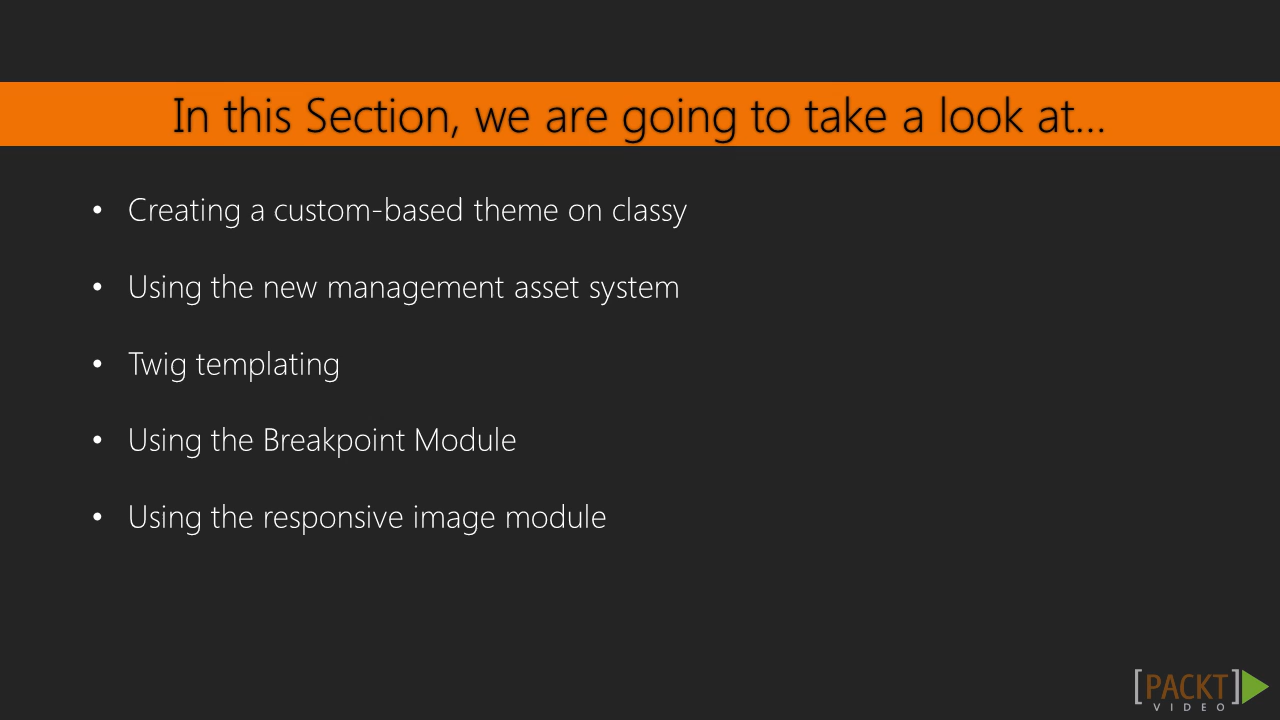 In this Section, we are going to take a look at...
• Creating a custom-based theme on classy
• Using the new management asset system
• Twig templating
• Using the Breakpoint Module
• Using the responsive image module
[PACKT]
VIDEO